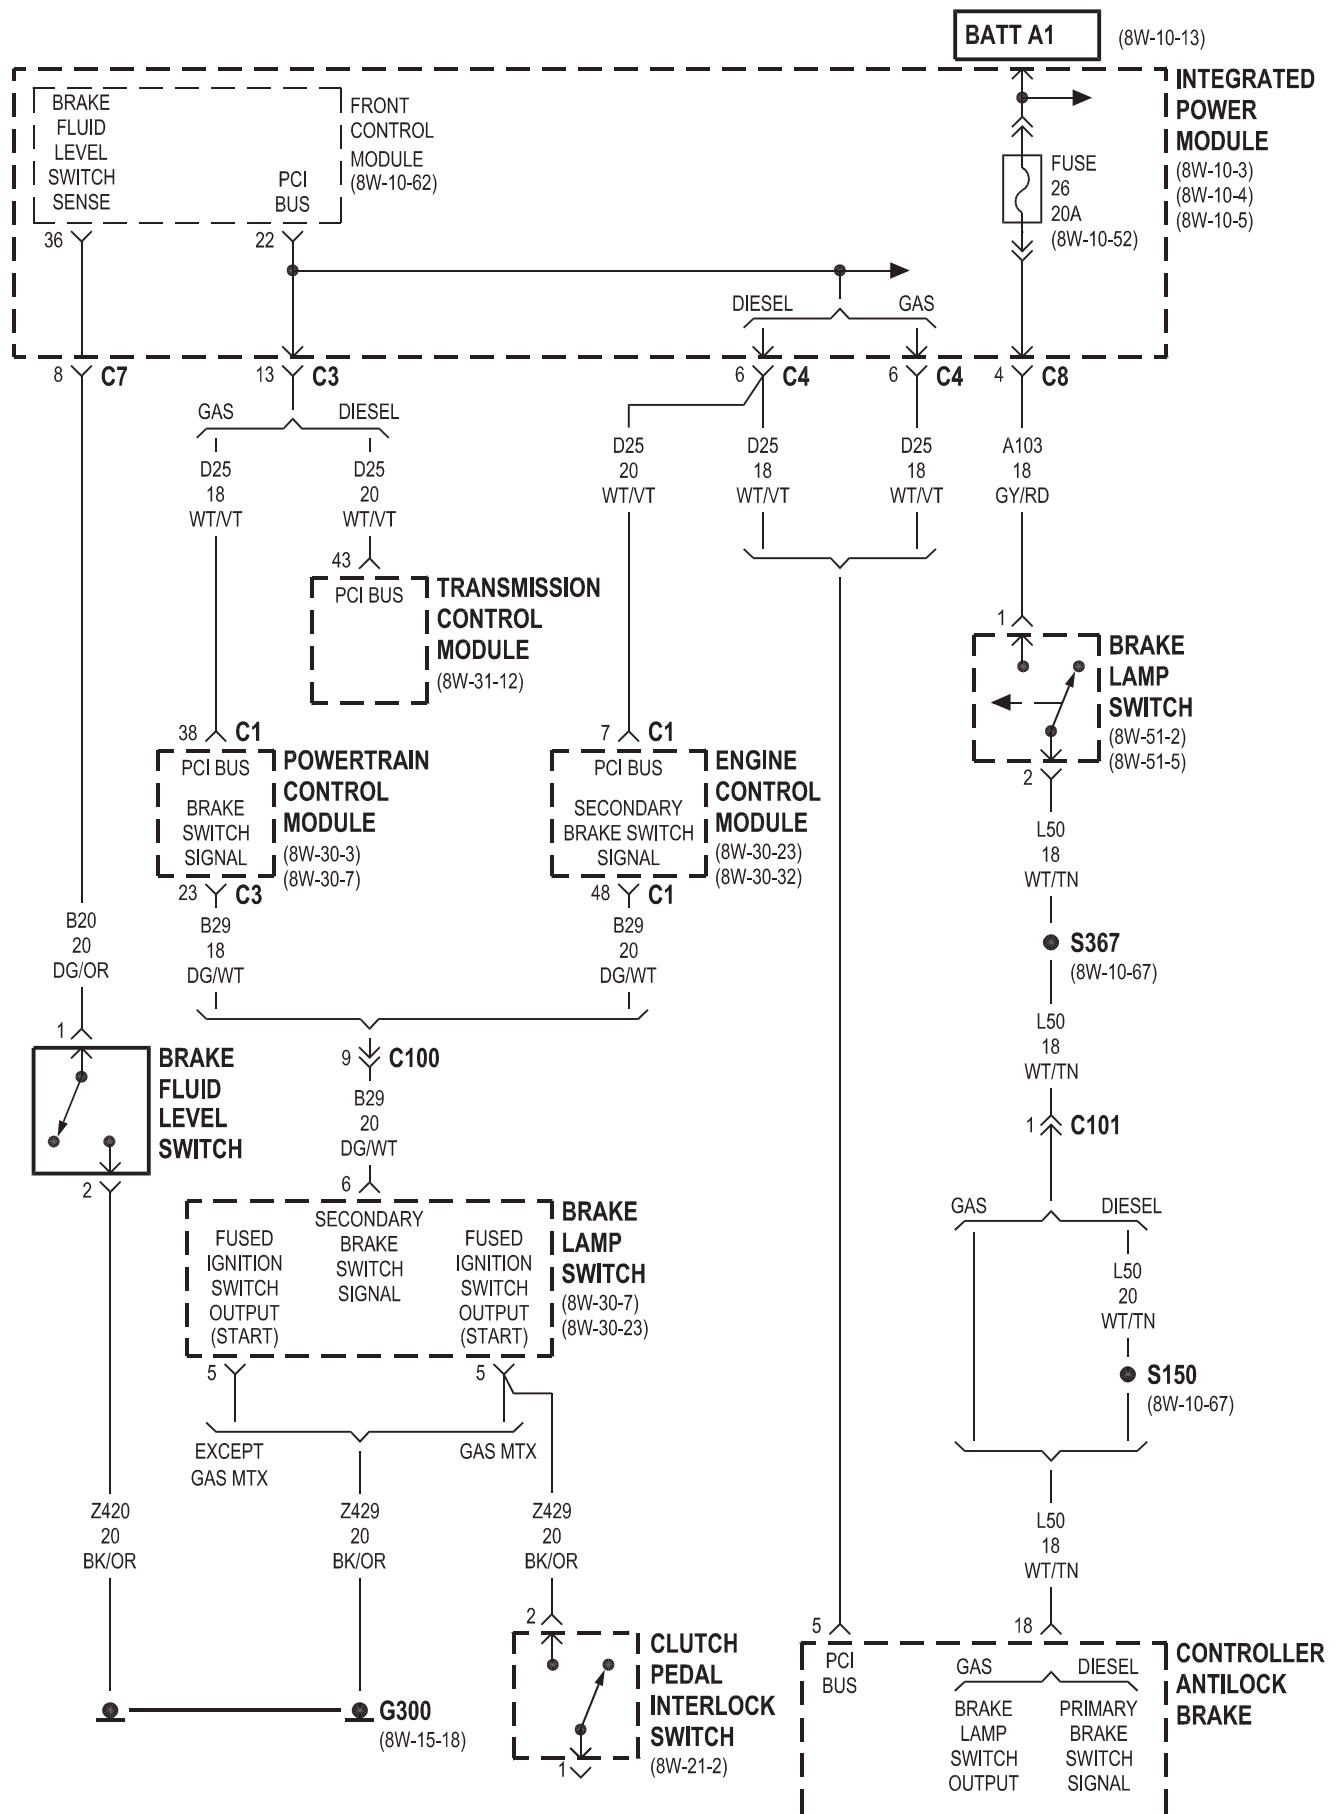 BATT A1
(8W-10-13)
INTEGRATED
POWER
MODULE
(8W-10-3)
(8W-10-4)
(8W-10-5)
BRAKE
FLUID
LEVEL
SWITCH
SENSE
PCI
BUS
FRONT
CONTROL
MODULE
(8W-10-62)
FUSE
26
20A
(8W-10-52)
36
22
DIESEL
GAS
8
C7
13
C3
6
C4
6
C4
4
C8
GAS
DIESEL
D25
18
WT/VT
D25
20
WT/VT
D25
20
WT/VT
D25
18
WT/VT
D25
18
WT/VT
A103
18
GY/RD
43
PCI BUS
TRANSMISSION
CONTROL
MODULE
(8W-31-12)
1
BRAKE
LAMP
SWITCH
(8W-51-2)
(8W-51-5)
2
38
C1
PCI BUS
BRAKE
SWITCH
SIGNAL
POWERTRAIN
CONTROL
MODULE
(8W-30-3)
(8W-30-7)
23
C3
7
C1
PCI BUS
SECONDARY
BRAKE SWITCH
SIGNAL
ENGINE
CONTROL
MODULE
(8W-30-23)
(8W-30-32)
48
C1
L50
18
WT/TN
B20
20
DG/OR
B29
18
DG/WT
B29
20
DG/WT
S367
(8W-10-67)
L50
18
WT/TN
1
BRAKE
FLUID
LEVEL
SWITCH
2
9
C100
B29
20
DG/WT
6
1
C101
SECONDARY
BRAKE
SWITCH
SIGNAL
FUSED
IGNITION
SWITCH
OUTPUT
(START)
FUSED
IGNITION
SWITCH
OUTPUT
(START)
BRAKE
LAMP
SWITCH
(8W-30-7)
(8W-30-23)
GAS
DIESEL
L50
20
WT/TN
S150
(8W-10-67)
5
5
EXCEPT
GAS MTX
GAS MTX
Z420
20
BK/OR
Z429
20
BK/OR
Z429
20
BK/OR
L50
18
WT/TN
2
CLUTCH
PEDAL
INTERLOCK
SWITCH
(8W-21-2)
1
G300
(8W-15-18)
5
18
PCI
BUS
GAS
DIESEL
BRAKE
LAMP
SWITCH
OUTPUT
PRIMARY
BRAKE
SWITCH
SIGNAL
CONTROLLER
ANTILOCK
BRAKE